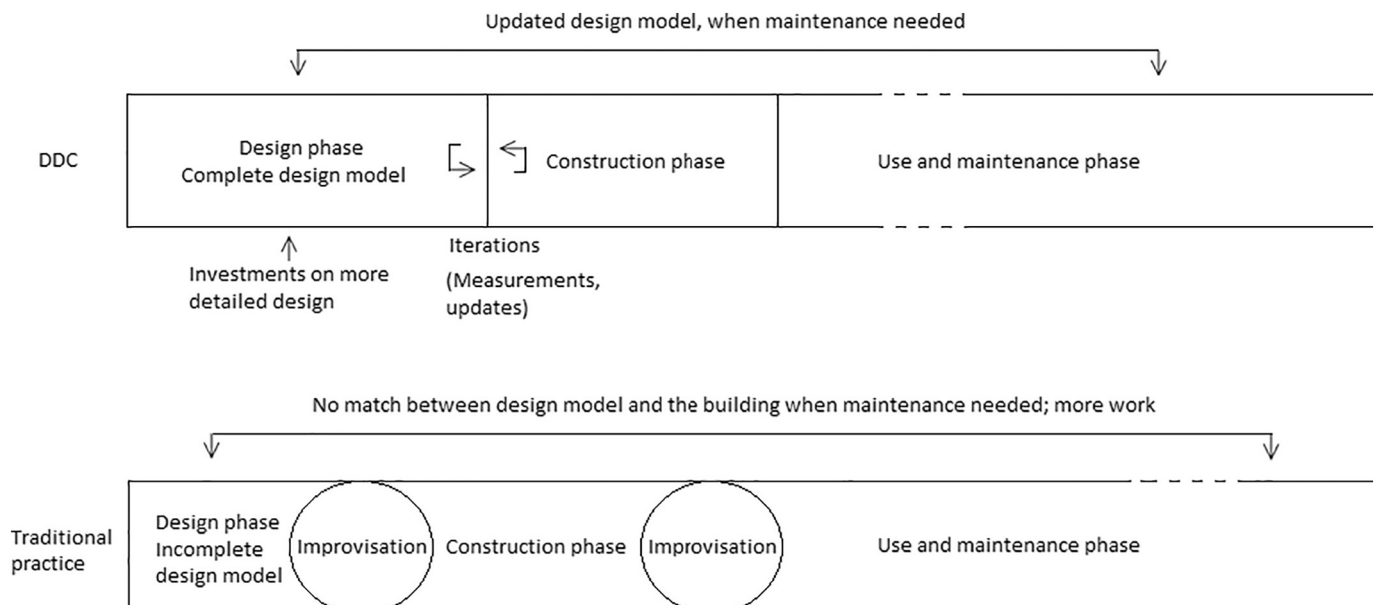 Updated design model, when maintenance needed
DDC
Design phase
Complete design model
Construction phase
Use and maintenance phase
Investments on more
detailed design
Iterations
(Measurements,
updates)
No match between design model and the building when maintenance needed; more work
Traditional
practice
Design phase
Incomplete
design model
Improvisation
Construction phase
Improvisation
Use and maintenance phase